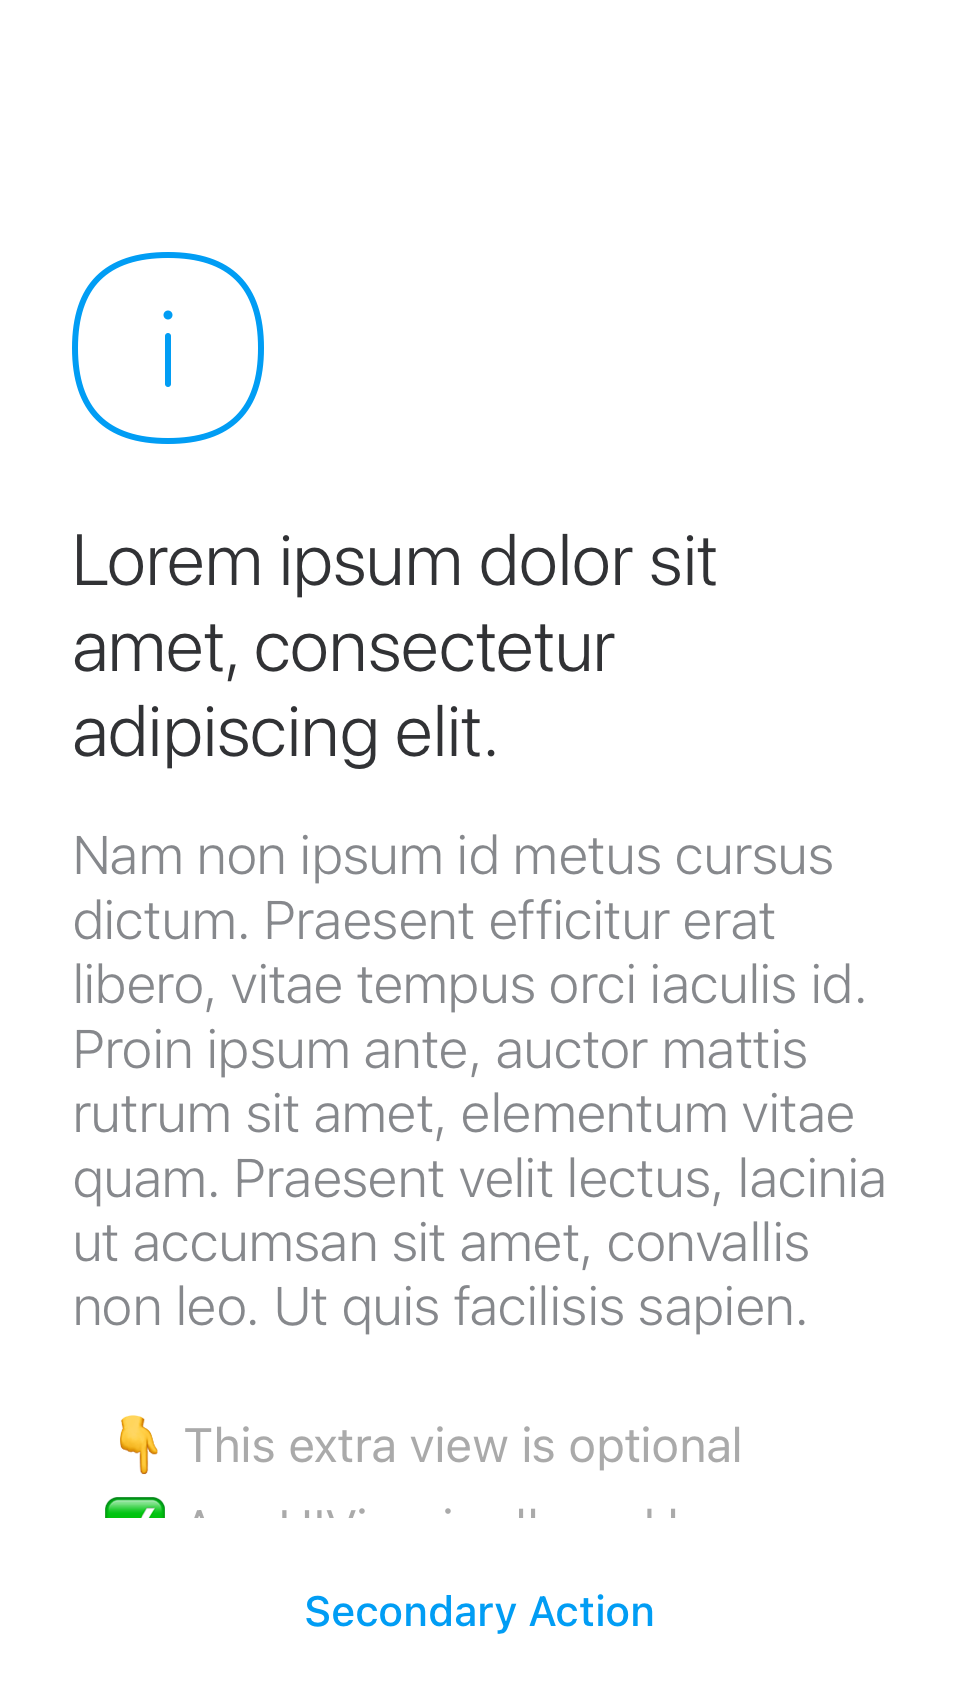 Lorem ipsum dolor sit
amet, consectetur
adipiscing elit.
Nam non ipsum id metus cursus
dictum. Praesent efficitur erat
libero, vitae tempus orci iaculis id.
Proin ipsum ante, auctor mattis
rutrum sit amet, elementum vitae
quam. Praesent velit lectus, lacinia
ut accumsan sit amet, convallis
non leo. Ut quis facilisis sapien.
👇 This extra view is optional
Secondary Action